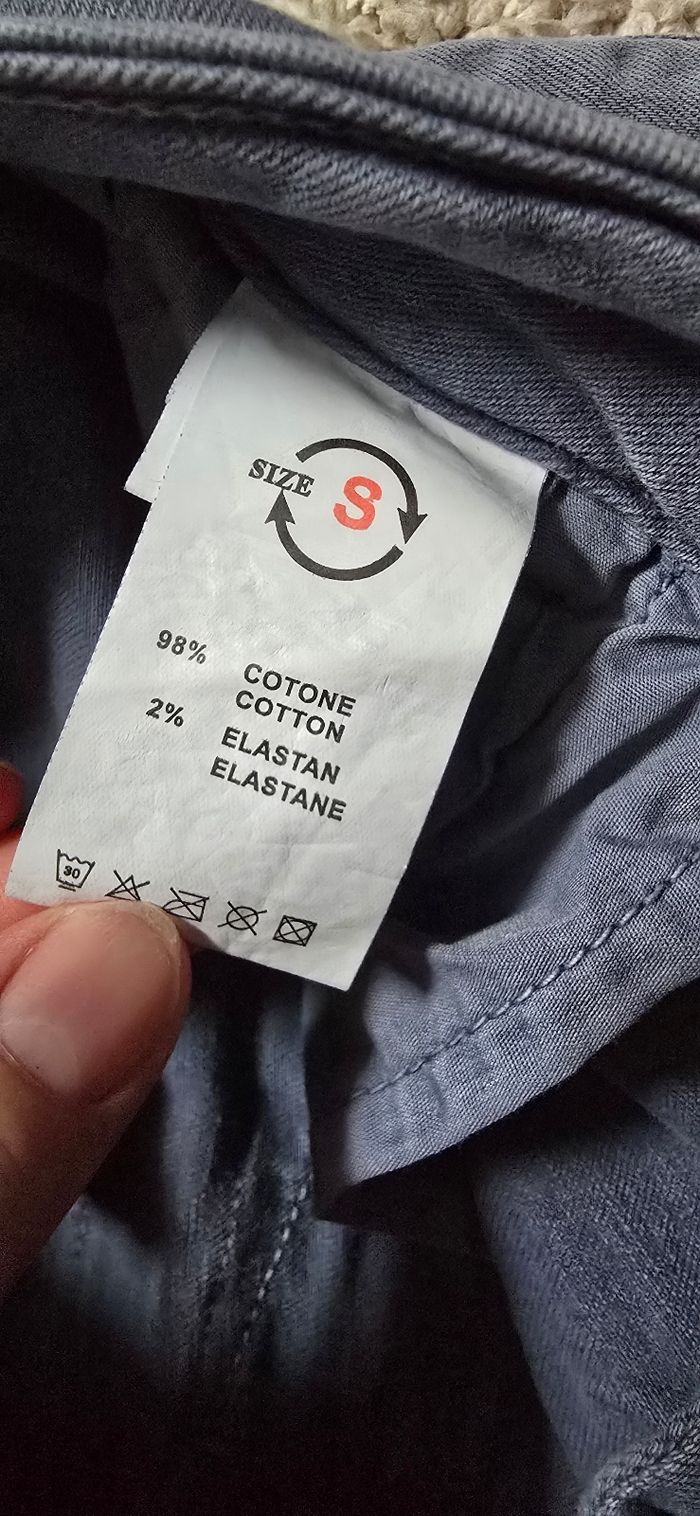 SIZE S
98% COTONE
COTTON
2% ELASTAN
ELASTANE
30